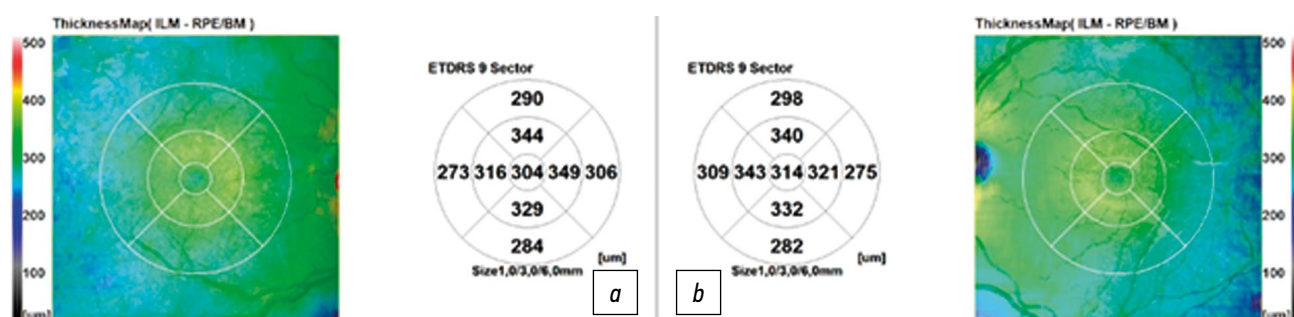 ThicknessMap( ILM - RPE/BM )
500
400
300
200
100
[um]
ETDRS 9 Sector
290
344
273 316 304 349 306
329
284
[um]
Size1,0/3,0/6,0mm
a
ETDRS 9 Sector
298
340
309 343 314 321 275
332
282
[um]
Size1,0/3,0/6,0mm
b
ThicknessMap( ILM - RPE/BM )
500
400
300
200
100
[um]